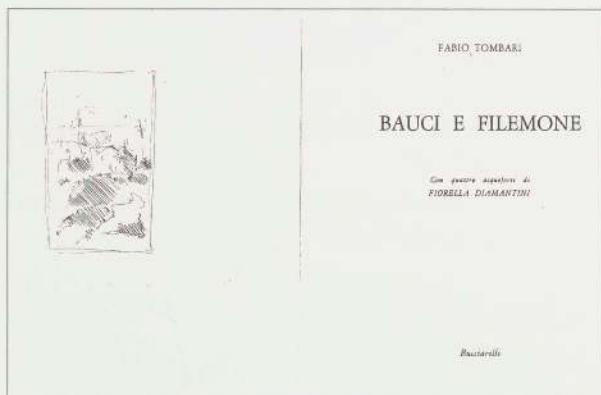 FABIO TOMBARI
BAUCI E FILEMONE
Con quattro acqueforti di
FIORELLA DIAMANTINI
Bucciarelli